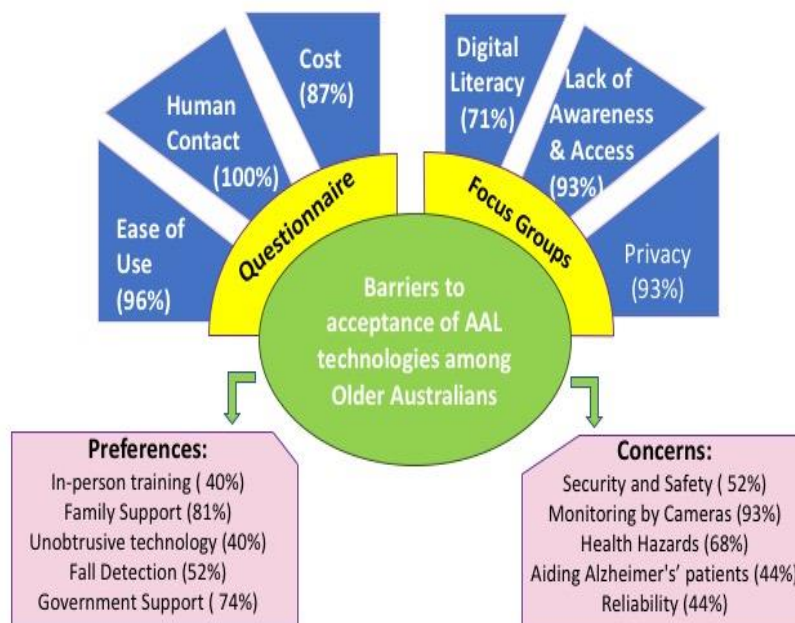 Cost
(87%)
Human
Contact
(100%)
Ease of
Use
(96%)
Questionnaire
Digital
Literacy
(71%)
Lack of
Awareness
& Access
(93%)
Privacy
(93%)
Focus Groups
Barriers to
acceptance of AAL
technologies among
Older Australians
Preferences:
In-person training ( 40%)
Family Support (81%)
Unobtrusive technology (40%)
Fall Detection (52%)
Government Support ( 74%)
Concerns:
Security and Safety ( 52%)
Monitoring by Cameras (93%)
Health Hazards (68%)
Aiding Alzheimer's’ patients (44%)
Reliability (44%)